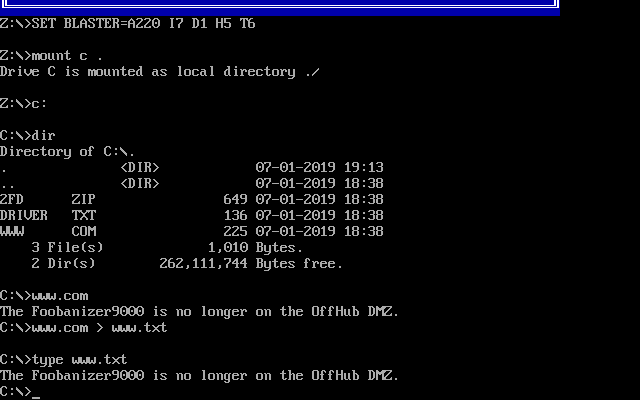 Z:\>SET BLASTER=A220 I7 D1 H5 T6
Z:\>mount c .
Drive C is mounted as local directory ./
Z:\>c:
C:\>dir
Directory of C:\.
. <DIR> 07-01-2019 19:13
.. <DIR> 07-01-2019 18:38
2FD ZIP 649 07-01-2019 18:38
DRIVER TXT 136 07-01-2019 18:38
WWW COM 225 07-01-2019 18:38
3 File(s) 1,010 Bytes.
2 Dir(s) 262,111,744 Bytes free.
C:\>www.com
The Foobanizer9000 is no longer on the OffHub DMZ.
C:\>www.com > www.txt
C:\>type www.txt
The Foobanizer9000 is no longer on the OffHub DMZ.
C:\>_